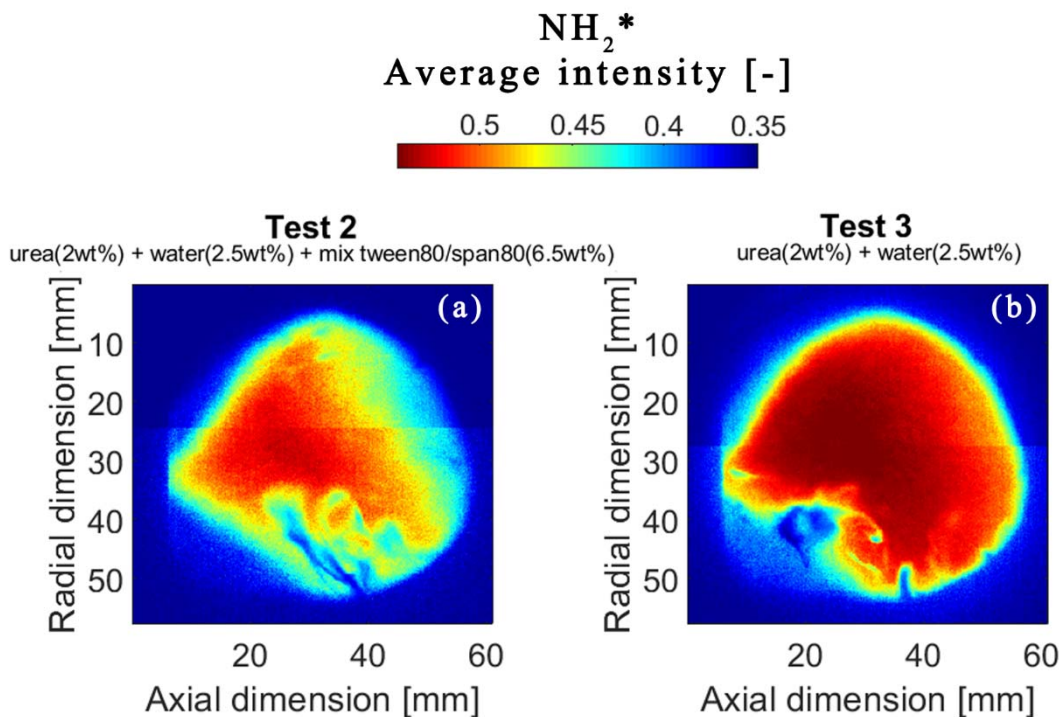 NH₂*
Average intensity [-]
0.5 0.45 0.4 0.35
Test 2
urea(2wt%) + water(2.5wt%) + mix tween80/span80(6.5wt%)
(a)
Radial dimension [mm]
10
20
30
40
50
20 40 60
Axial dimension [mm]
Test 3
urea(2wt%) + water(2.5wt%)
(b)
Radial dimension [mm]
10
20
30
40
50
20 40 60
Axial dimension [mm]